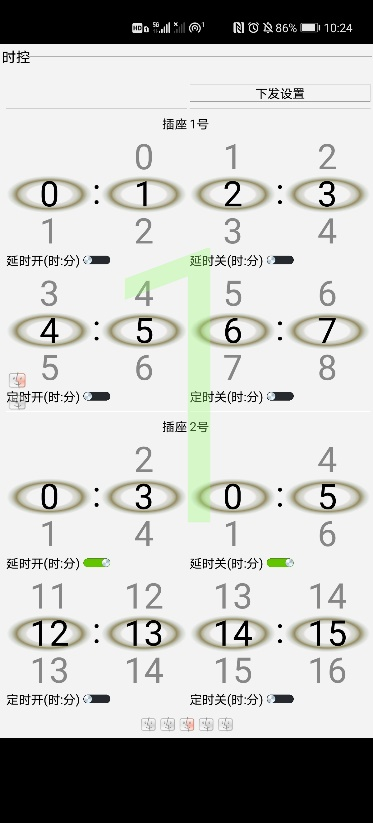 HD 5G 1 86% 10:24
时控
下发设置
插座1号
0 1 2
0 : 1 2 : 3
1 2 3 4
延时开(时:分) 延时关(时:分)
3 4 5 6
4 : 5 6 : 7
5 6 7 8
定时开(时:分) 定时关(时:分)
1
插座2号
2 4
0 : 3 0 : 5
1 4 1 6
延时开(时:分) 延时关(时:分)
11 12 13 14
12 : 13 14 : 15
13 14 15 16
定时开(时:分) 定时关(时:分)